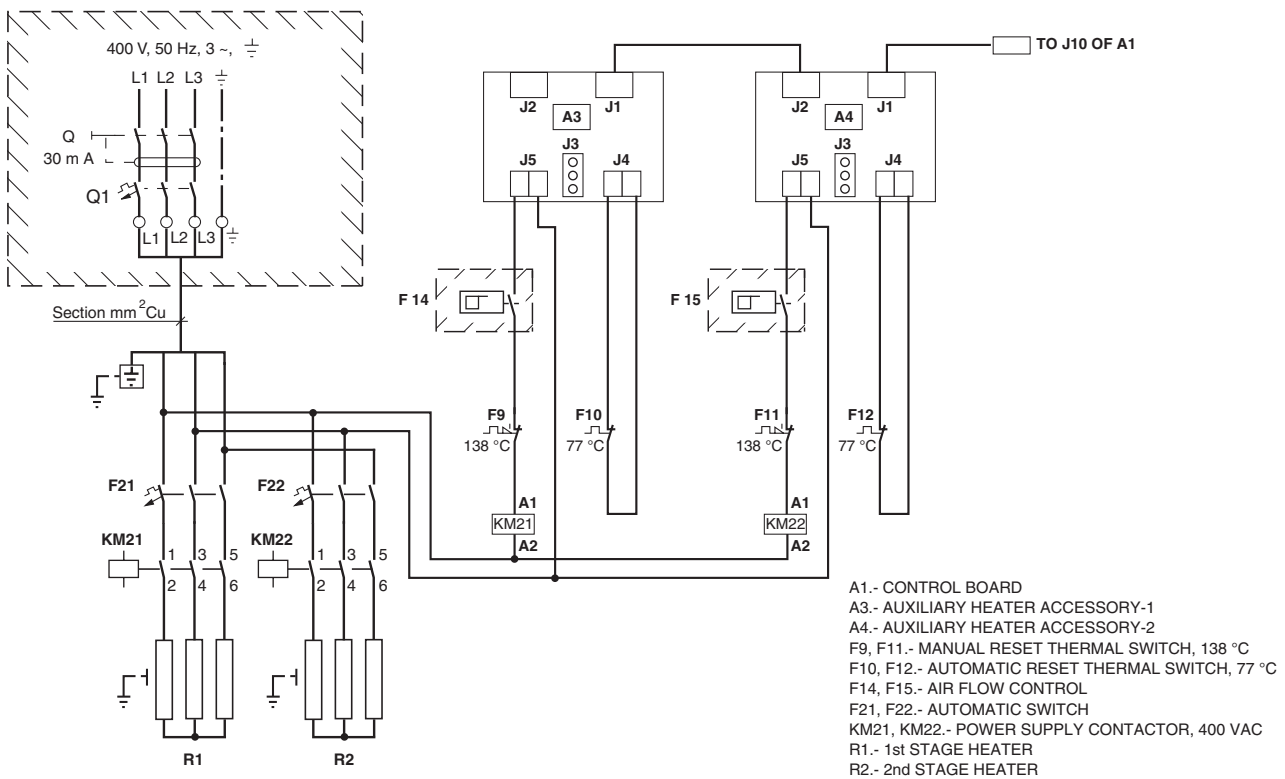 400 V, 50 Hz, 3 ~,
L1 L2 L3
Q
30 m A
Q1
L1 L2 L3
Section mm²Cu
TO J10 OF A1
J2 J1
A3
J3
J5 J4
J2 J1
A4
J3
J5 J4
F 14
F 15
F9
138 °C
F10
77 °C
F11
138 °C
F12
77 °C
A1
KM21
A2
A1
KM22
A2
F21
F22
KM21
1 3 5
2 4 6
KM22
1 3 5
2 4 6
R1
R2
A1.- CONTROL BOARD
A3.- AUXILIARY HEATER ACCESSORY-1
A4.- AUXILIARY HEATER ACCESSORY-2
F9, F11.- MANUAL RESET THERMAL SWITCH, 138 °C
F10, F12.- AUTOMATIC RESET THERMAL SWITCH, 77 °C
F14, F15.- AIR FLOW CONTROL
F21, F22.- AUTOMATIC SWITCH
KM21, KM22.- POWER SUPPLY CONTACTOR, 400 VAC
R1.- 1st STAGE HEATER
R2.- 2nd STAGE HEATER